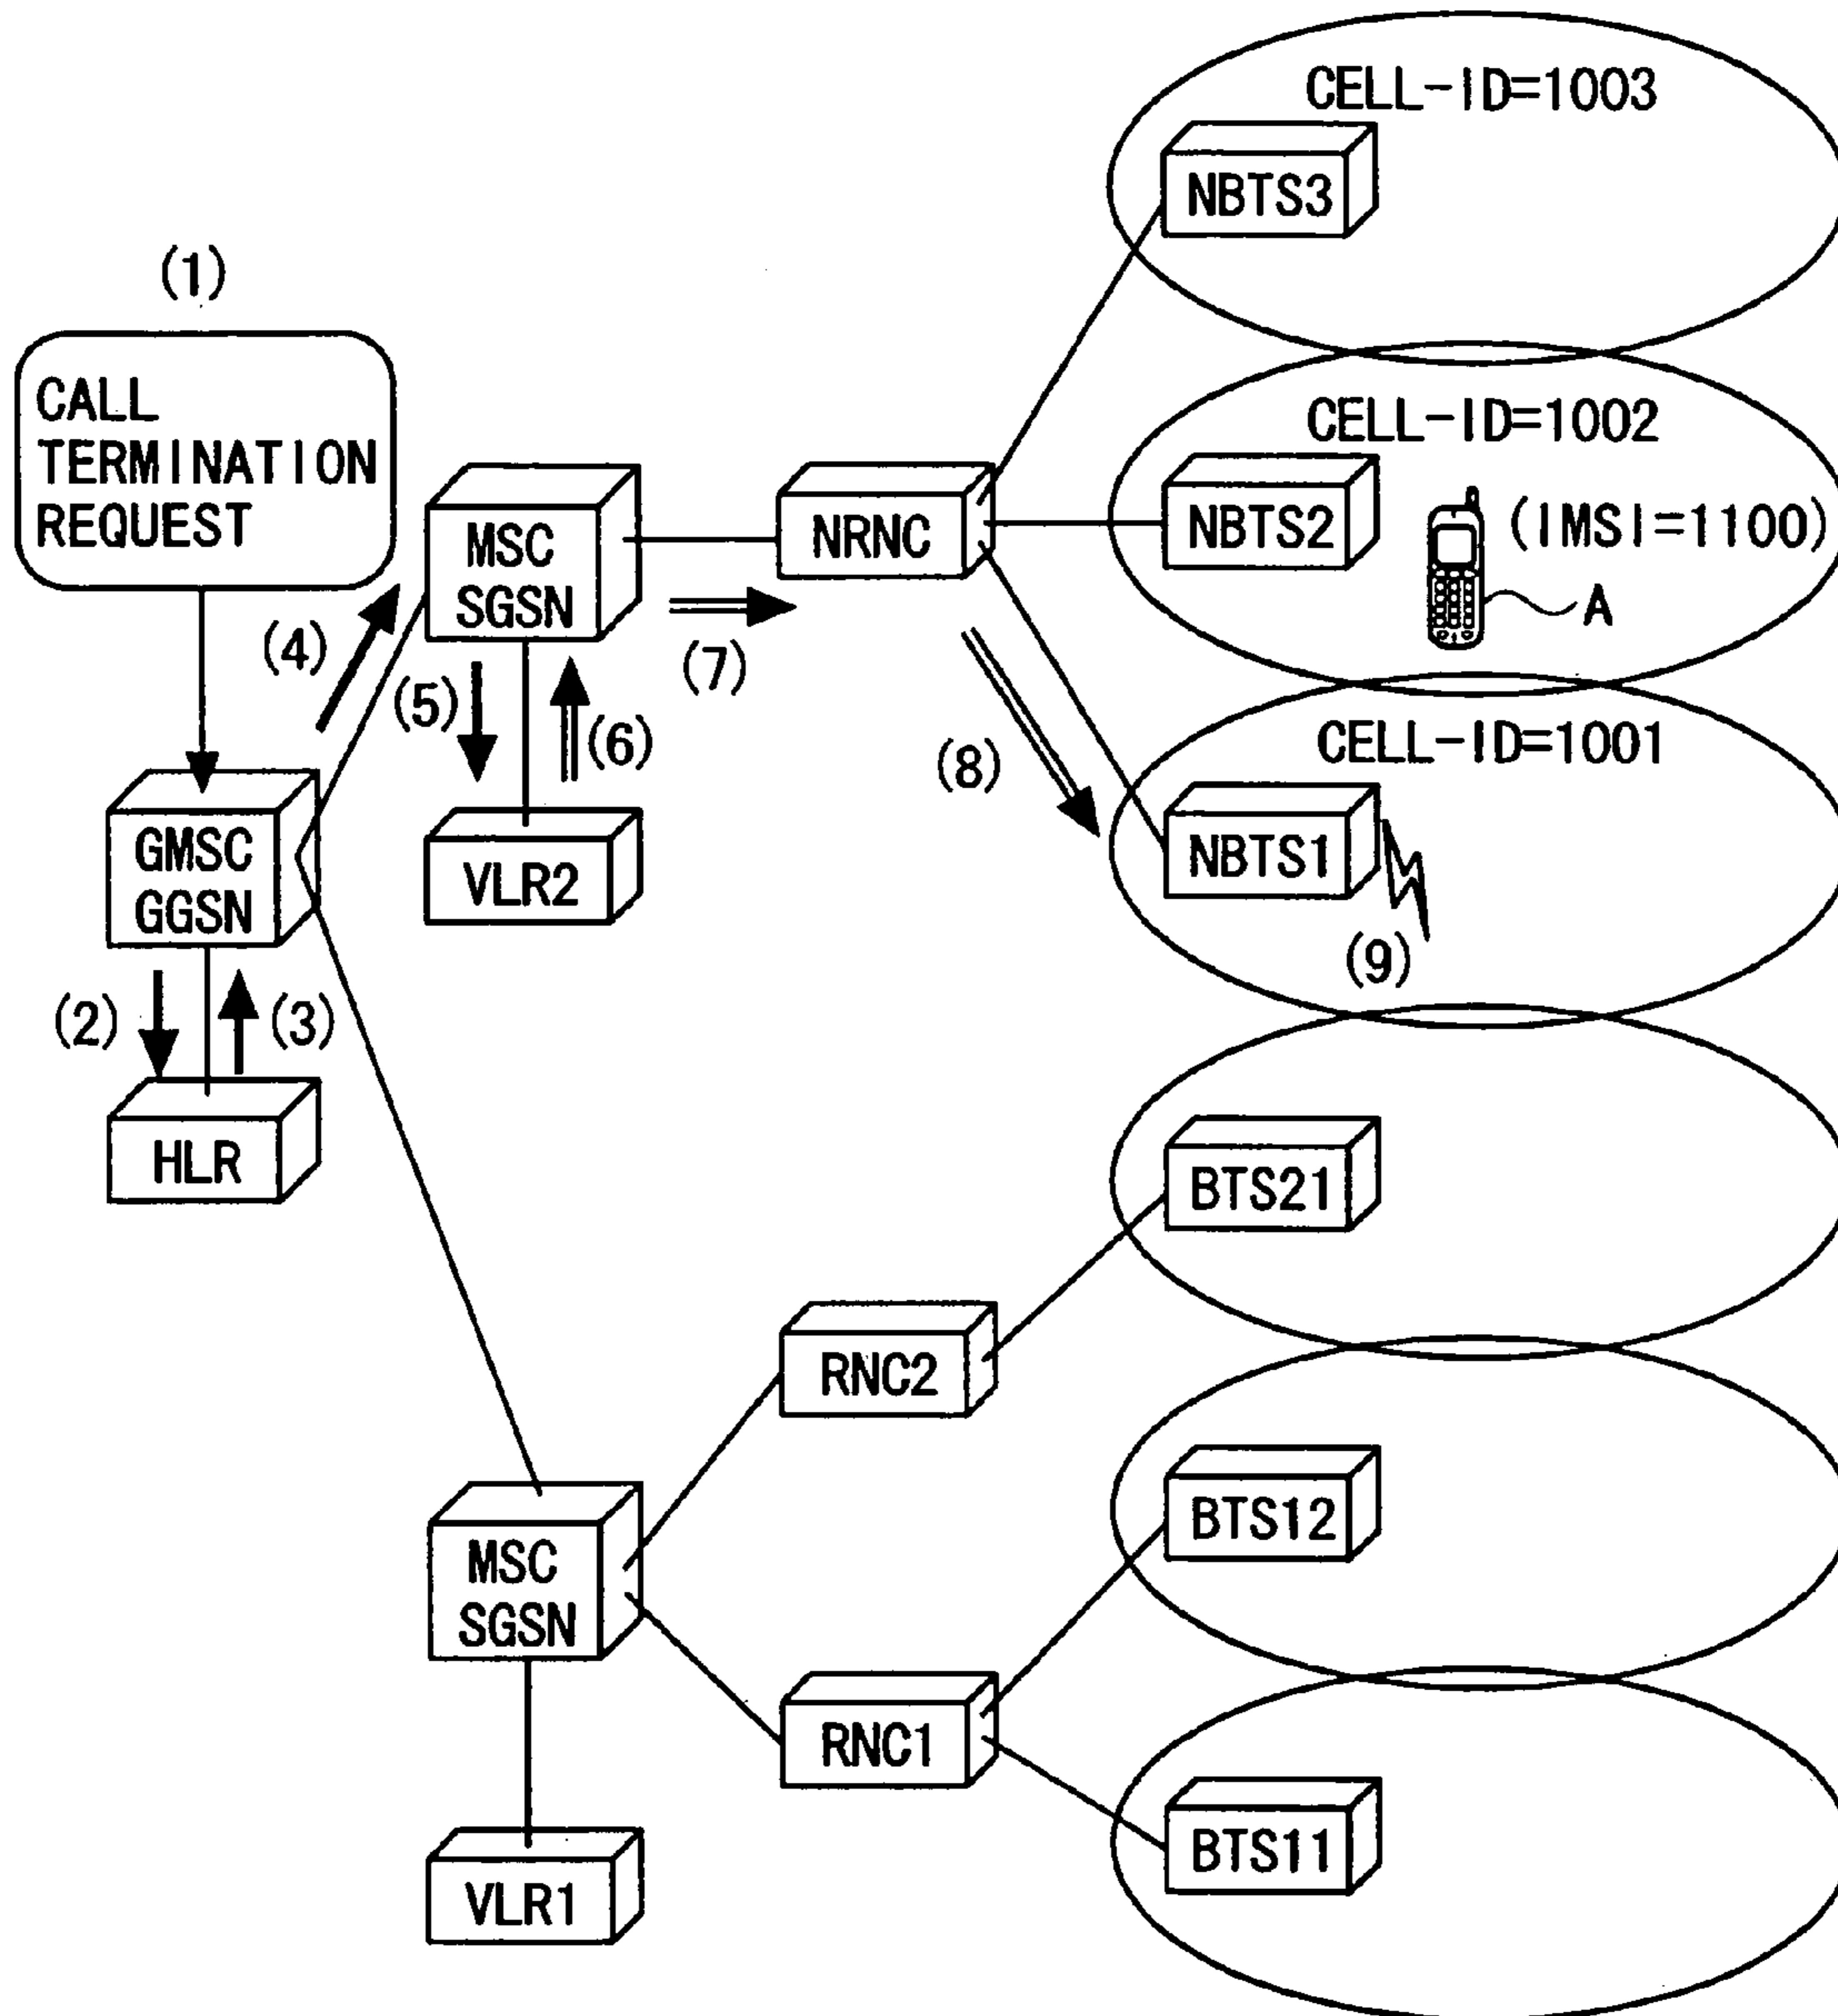 CELL-ID=1003
NBTS3
(1)
CALL
TERMINATION
REQUEST
CELL-ID=1002
MSC
SGSN
NRNC
NBTS2
(IMSI=1100)
A
(4)
(5)
(6)
(7)
(8)
CELL-ID=1001
NBTS1
(9)
GMSC
GGSN
VLR2
(2)
(3)
HLR
BTS21
RNC2
BTS12
MSC
SGSN
RNC1
BTS11
VLR1